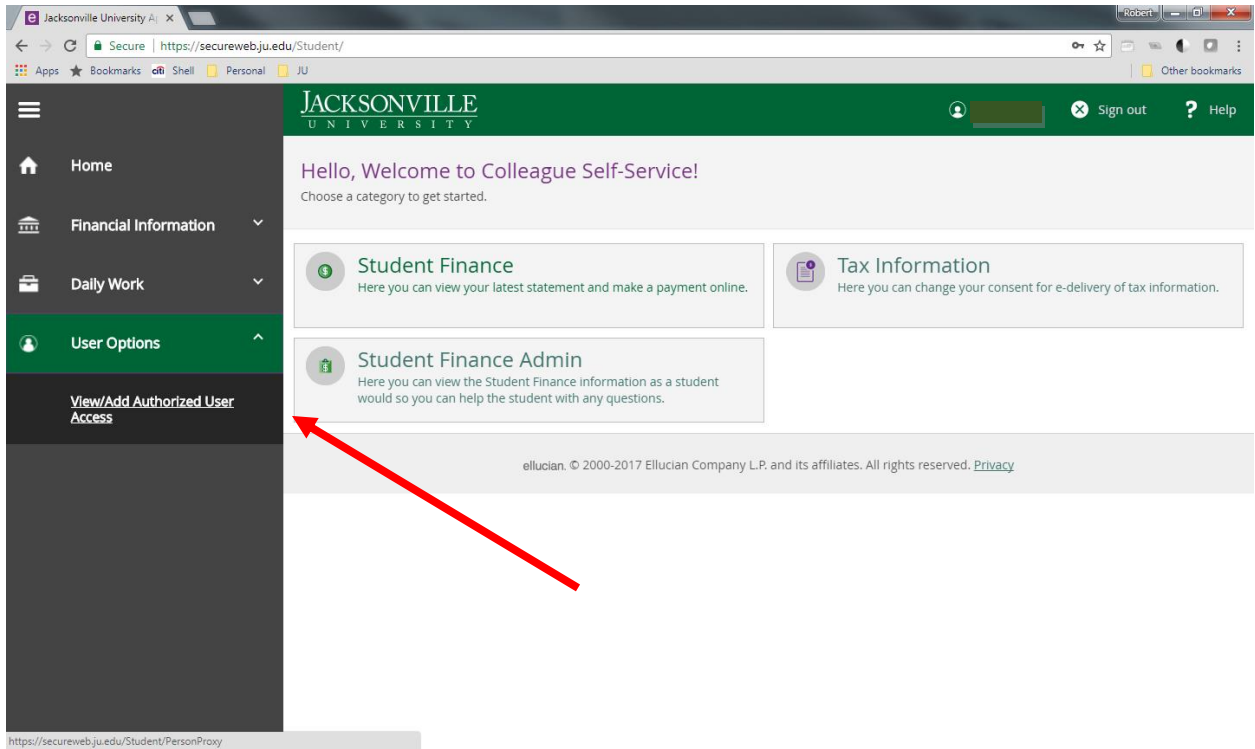 Jacksonville University A
Robert
Secure | https://secureweb.ju.edu/Student/
Apps Bookmarks citi Shell Personal JU Other bookmarks
JACKSONVILLE
UNIVERSITY
Sign out ? Help
Home
Financial Information
Daily Work
User Options
View/Add Authorized User
Access
Hello, Welcome to Colleague Self-Service!
Choose a category to get started.
Student Finance
Here you can view your latest statement and make a payment online.
Tax Information
Here you can change your consent for e-delivery of tax information.
Student Finance Admin
Here you can view the Student Finance information as a student
would so you can help the student with any questions.
ellucian. © 2000-2017 Ellucian Company L.P. and its affiliates. All rights reserved. Privacy
https://secureweb.ju.edu/Student/PersonProxy